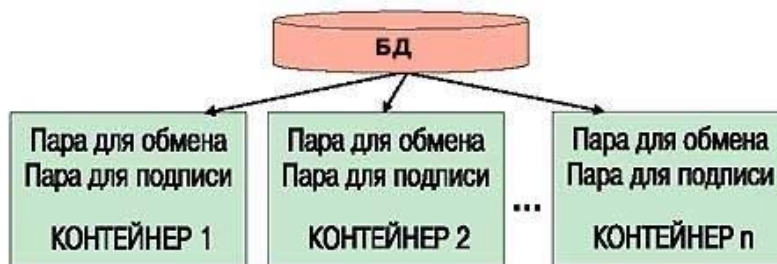 БД
Пара для обмена
Пара для подписи
КОНТЕЙНЕР 1
Пара для обмена
Пара для подписи
КОНТЕЙНЕР 2
...
Пара для обмена
Пара для подписи
КОНТЕЙНЕР n